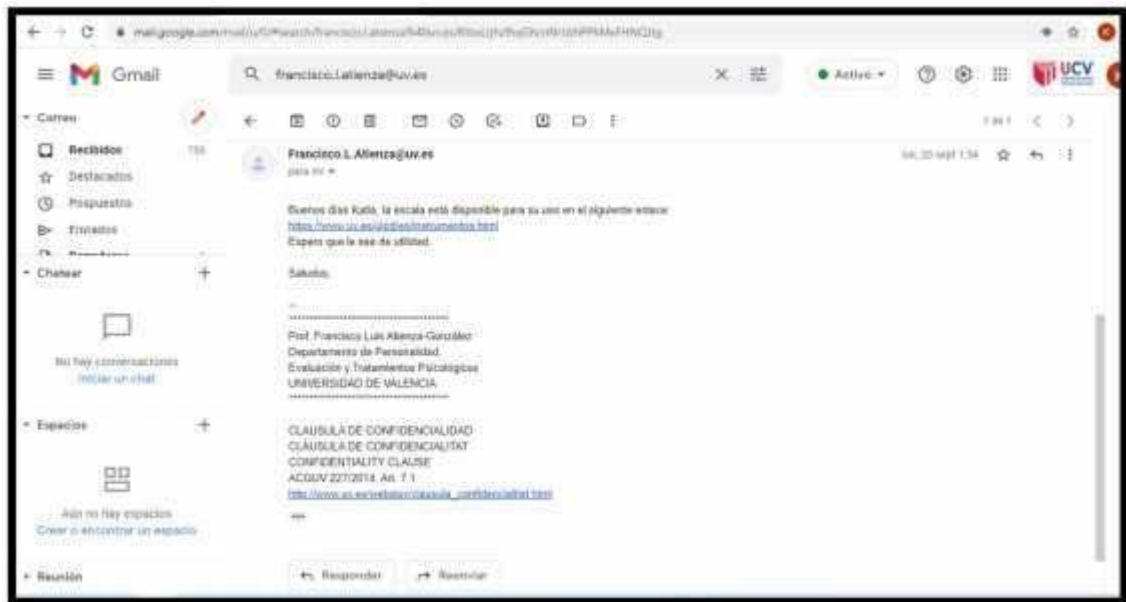 Gmail
francisco.l.atienza@uv.es
Activo
UCV
Correo
Recibidos
Destacados
Pospuestos
Enviados
Chatear
No hay conversaciones
Iniciar un chat
Espacios
Aún no hay espacios
Crear o encontrar un espacio
Reunión
Francisco.L.Atienza@uv.es
para mí
Buenos días Katia, la escala está disponible para su uso en el siguiente enlace:
Espero que le sea de utilidad.
Saludos,
--
Prof. Francisco Luis Atienza-González
Departamento de Personalidad,
Evaluación y Tratamientos Psicológicos
UNIVERSIDAD DE VALENCIA
CLAUSULA DE CONFIDENCIALIDAD
CLÀUSULA DE CONFIDENCIALITAT
CONFIDENTIALITY CLAUSE
ACGUV 227/2014. Art. 7.1
Responder
Reenviar